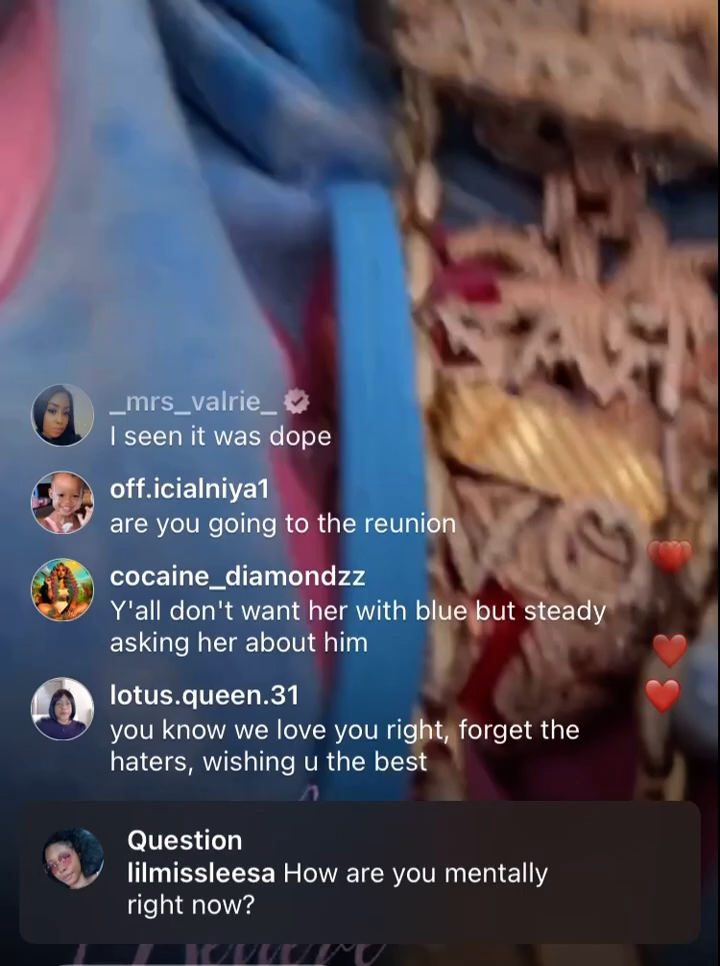 _mrs_valrie_
I seen it was dope
off.icialniya1
are you going to the reunion
cocaine_diamondzz
Y'all don't want her with blue but steady
asking her about him
lotus.queen.31
you know we love you right, forget the
haters, wishing u the best
Question
lilmissleesa How are you mentally
right now?